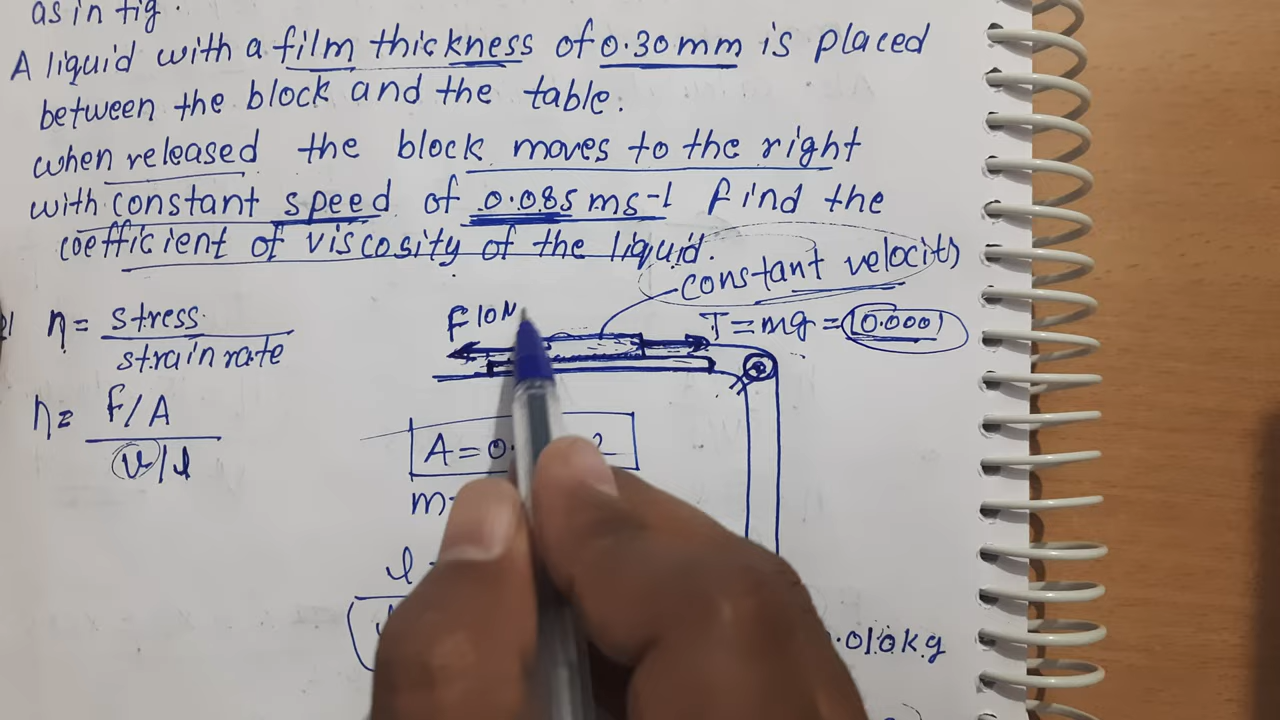 as in fig.
A liquid with a film thickness of 0.30mm is placed
between the block and the table.
when released the block moves to the right
with constant speed of 0.085 ms-1 find the
coefficient of viscosity of the liquid.
constant velocity
η = stress
strain rate
F 10N
T = mg =
η = F/A
v/l
A = 0.
2
m
l
.010kg